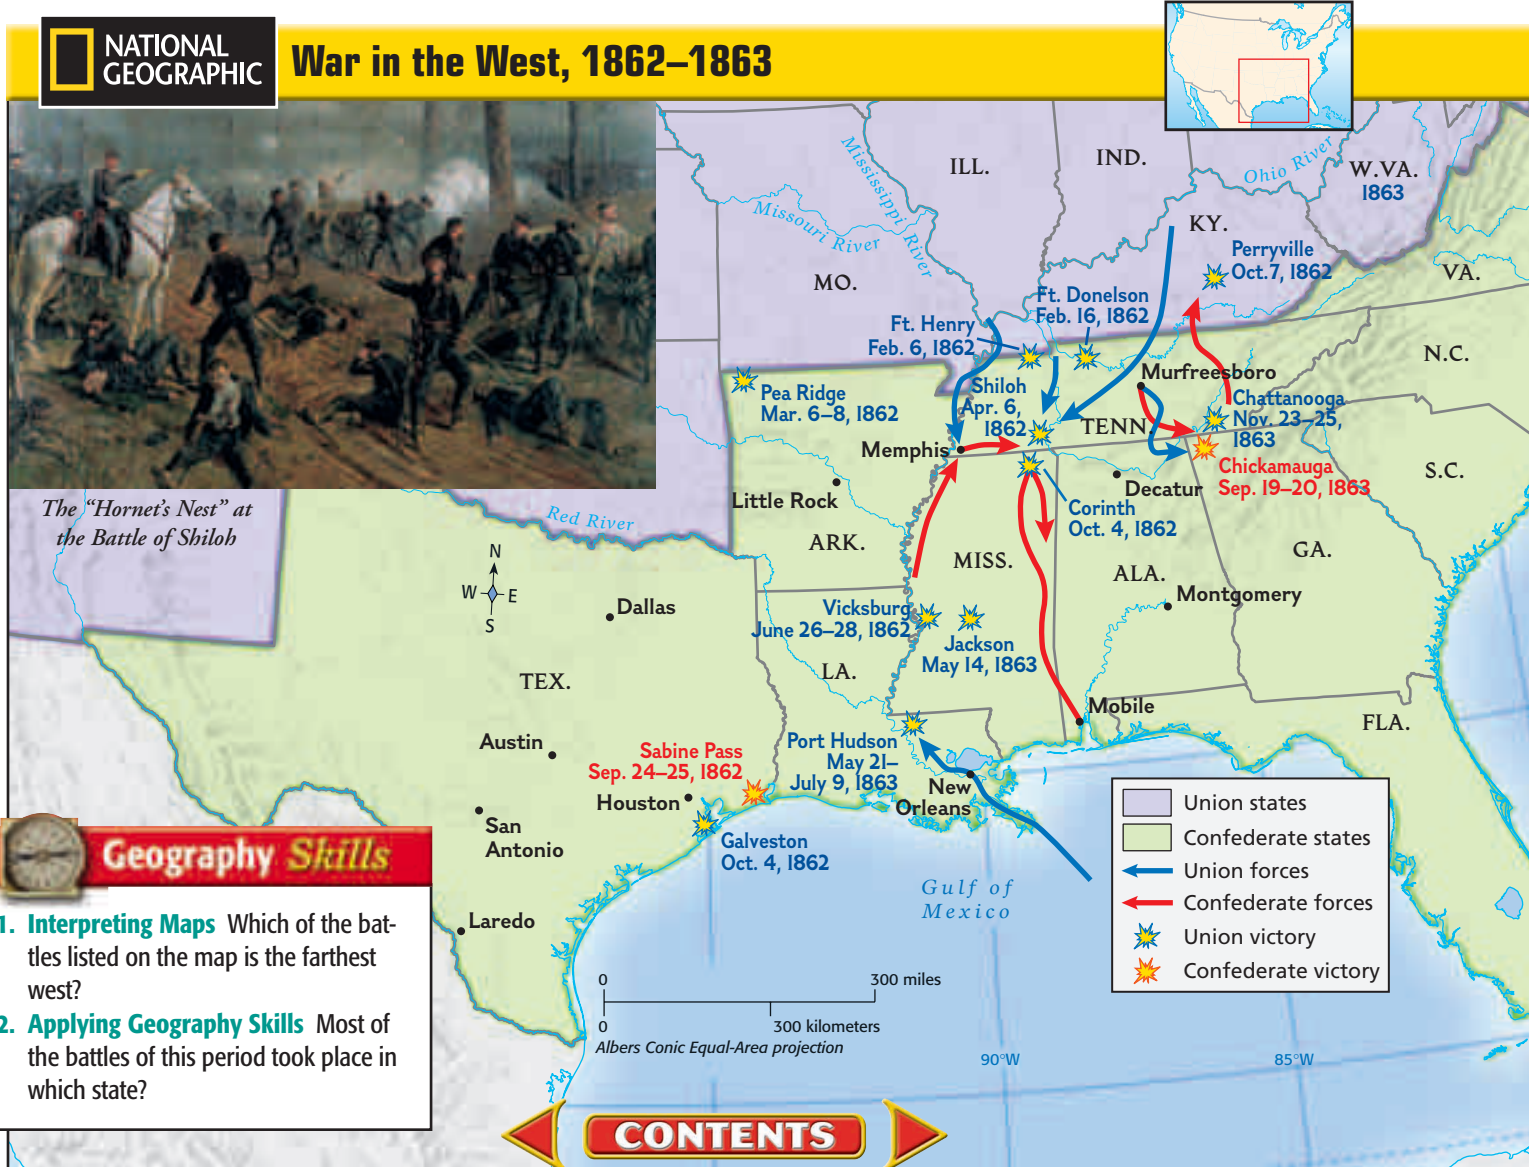 NATIONAL
GEOGRAPHIC
War in the West, 1862–1863
The “Hornet’s Nest” at
the Battle of Shiloh
ILL.
IND.
Ohio River
W.VA.
1863
Mississippi River
Missouri River
KY.
MO.
Perryville
Oct.7, 1862
VA.
Ft. Donelson
Feb. 16, 1862
Ft. Henry
Feb. 6, 1862
N.C.
Murfreesboro
Pea Ridge
Mar. 6–8, 1862
Shiloh
Apr. 6,
1862
TENN.
Chattanooga
Nov. 23–25,
1863
Memphis
Chickamauga
Sep. 19–20, 1863
S.C.
Little Rock
Decatur
Corinth
Oct. 4, 1862
Red River
ARK.
MISS.
ALA.
GA.
N
W
E
S
Dallas
Montgomery
Vicksburg
June 26–28, 1862
Jackson
May 14, 1863
LA.
TEX.
Mobile
FLA.
Austin
Sabine Pass
Sep. 24–25, 1862
Port Hudson
May 21–
July 9, 1863
Houston
New
Orleans
San
Antonio
Galveston
Oct. 4, 1862
Gulf of
Mexico
Laredo
Union states
Confederate states
Union forces
Confederate forces
Union victory
Confederate victory
0
300 miles
0
300 kilometers
Albers Conic Equal-Area projection
90°W
85°W
Geography Skills
1. Interpreting Maps Which of the bat-
tles listed on the map is the farthest
west?
2. Applying Geography Skills Most of
the battles of this period took place in
which state?
CONTENTS